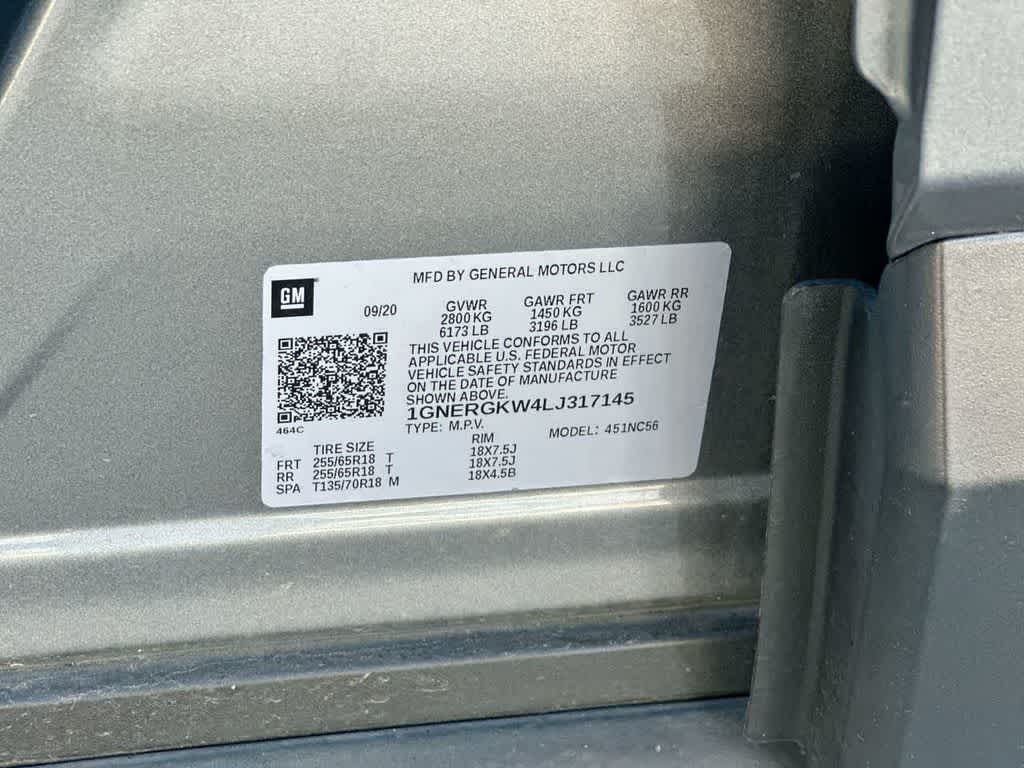 MFD BY GENERAL MOTORS LLC
GM
09/20
GVWR GAWR FRT GAWR RR
2800 KG 1450 KG 1600 KG
6173 LB 3196 LB 3527 LB
THIS VEHICLE CONFORMS TO ALL
APPLICABLE U.S. FEDERAL MOTOR
VEHICLE SAFETY STANDARDS IN EFFECT
ON THE DATE OF MANUFACTURE
SHOWN ABOVE.
1GNERGKW4LJ317145
464C
TYPE: M.P.V. MODEL: 451NC56
TIRE SIZE RIM
FRT 255/65R18 T 18X7.5J
RR 255/65R18 T 18X7.5J
SPA T135/70R18 M 18X4.5B